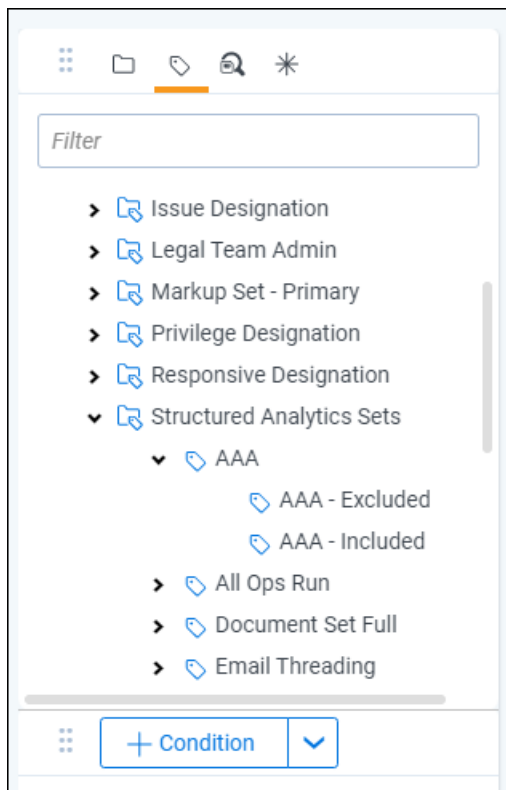 Filter
Issue Designation
Legal Team Admin
Markup Set - Primary
Privilege Designation
Responsive Designation
Structured Analytics Sets
AAA
AAA - Excluded
AAA - Included
All Ops Run
Document Set Full
Email Threading
+ Condition